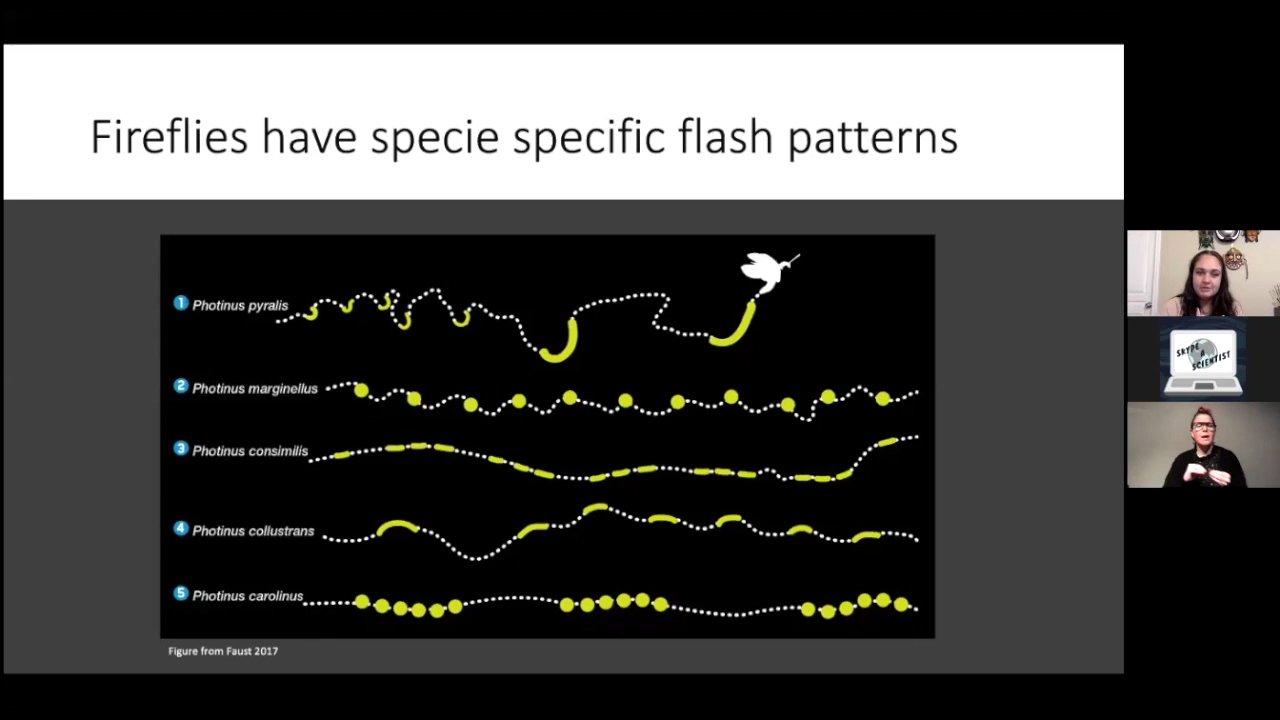 Fireflies have specie specific flash patterns
1 Photinus pyralis
2 Photinus marginellus
3 Photinus consimilis
4 Photinus collustrans
5 Photinus carolinus
Figure from Faust 2017
SKYPE
A
SCIENTIST